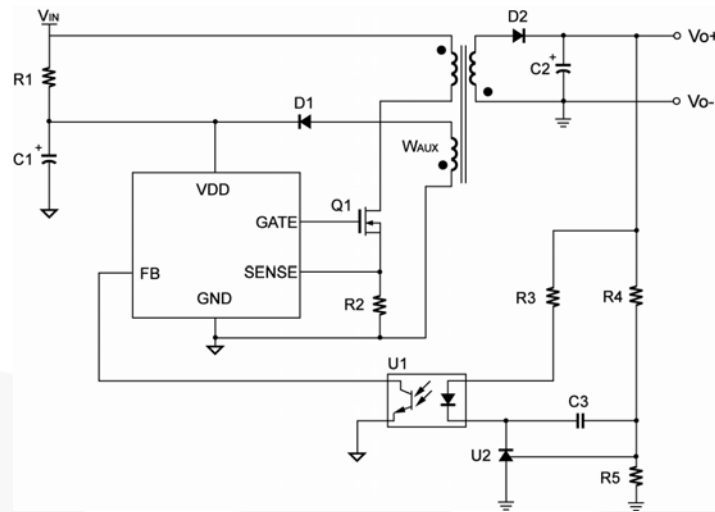 VIN
D2
Vo+
R1
C2
+
D1
Vo-
C1
+
WAUX
VDD
Q1
GATE
FB
SENSE
R3
R4
R2
GND
U1
C3
U2
R5